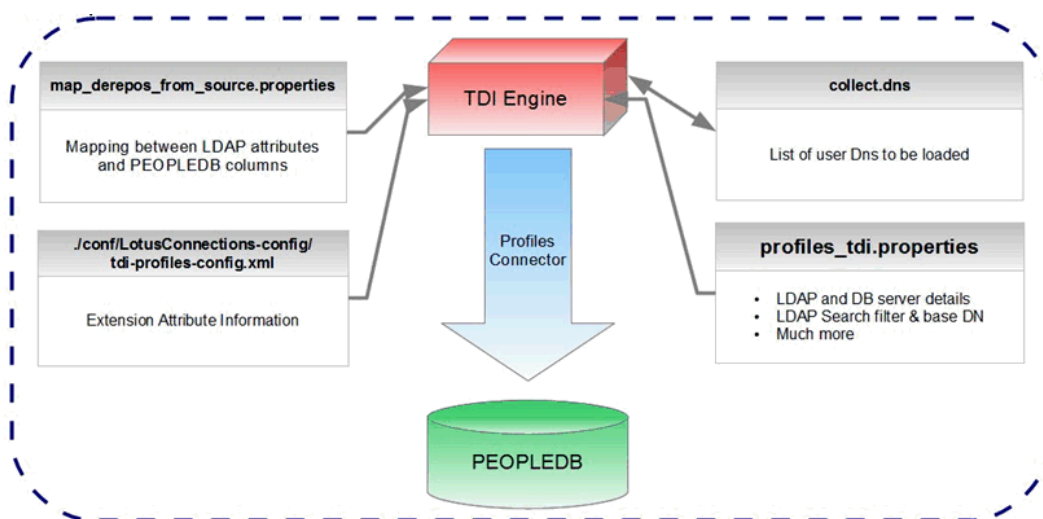 map_derepos_from_source.properties
Mapping between LDAP attributes
and PEOPLEDB columns
./conf/LotusConnections-config/
tdi-profiles-config.xml
Extension Attribute Information
TDI Engine
Profiles
Connector
PEOPLEDB
collect.dns
List of user Dns to be loaded
profiles_tdi.properties
• LDAP and DB server details
• LDAP Search filter & base DN
• Much more